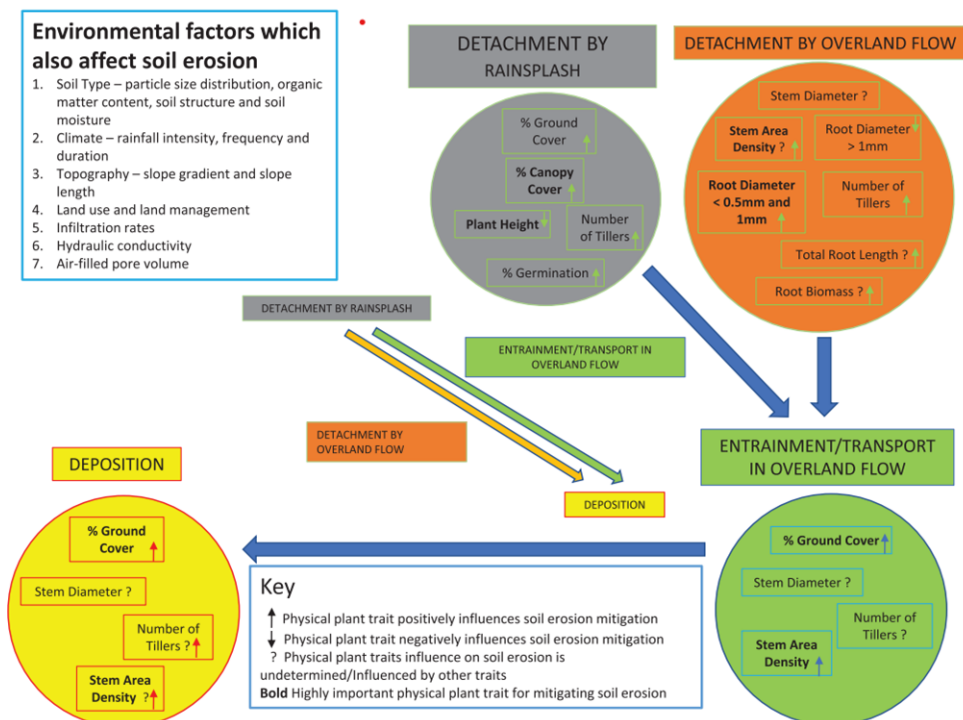 Environmental factors which
also affect soil erosion
1. Soil Type – particle size distribution, organic
matter content, soil structure and soil
moisture
2. Climate – rainfall intensity, frequency and
duration
3. Topography – slope gradient and slope
length
4. Land use and land management
5. Infiltration rates
6. Hydraulic conductivity
7. Air-filled pore volume
DETACHMENT BY
RAINSPLASH
% Ground
Cover ↑
% Canopy
Cover ↑
Plant Height ↓
Number
of Tillers ↑
% Germination ↑
DETACHMENT BY OVERLAND FLOW
Stem Diameter ?
Stem Area
Density ? ↑
Root Diameter ↓
> 1mm
Root Diameter
< 0.5mm and
1mm ↑
Number of
Tillers ↑
Total Root Length ? ↑
Root Biomass ? ↑
DETACHMENT BY RAINSPLASH
ENTRAINMENT/TRANSPORT IN
OVERLAND FLOW
DETACHMENT BY
OVERLAND FLOW
DEPOSITION
ENTRAINMENT/TRANSPORT
IN OVERLAND FLOW
% Ground Cover ↑
Stem Diameter ?
Number of
Tillers ?
Stem Area
Density ↑
DEPOSITION
% Ground
Cover ↑
Stem Diameter ?
Number of
Tillers ? ↑
Stem Area
Density ? ↑
Key
↑ Physical plant trait positively influences soil erosion mitigation
↓ Physical plant trait negatively influences soil erosion mitigation
? Physical plant traits influence on soil erosion is
undetermined/Influenced by other traits
Bold Highly important physical plant trait for mitigating soil erosion